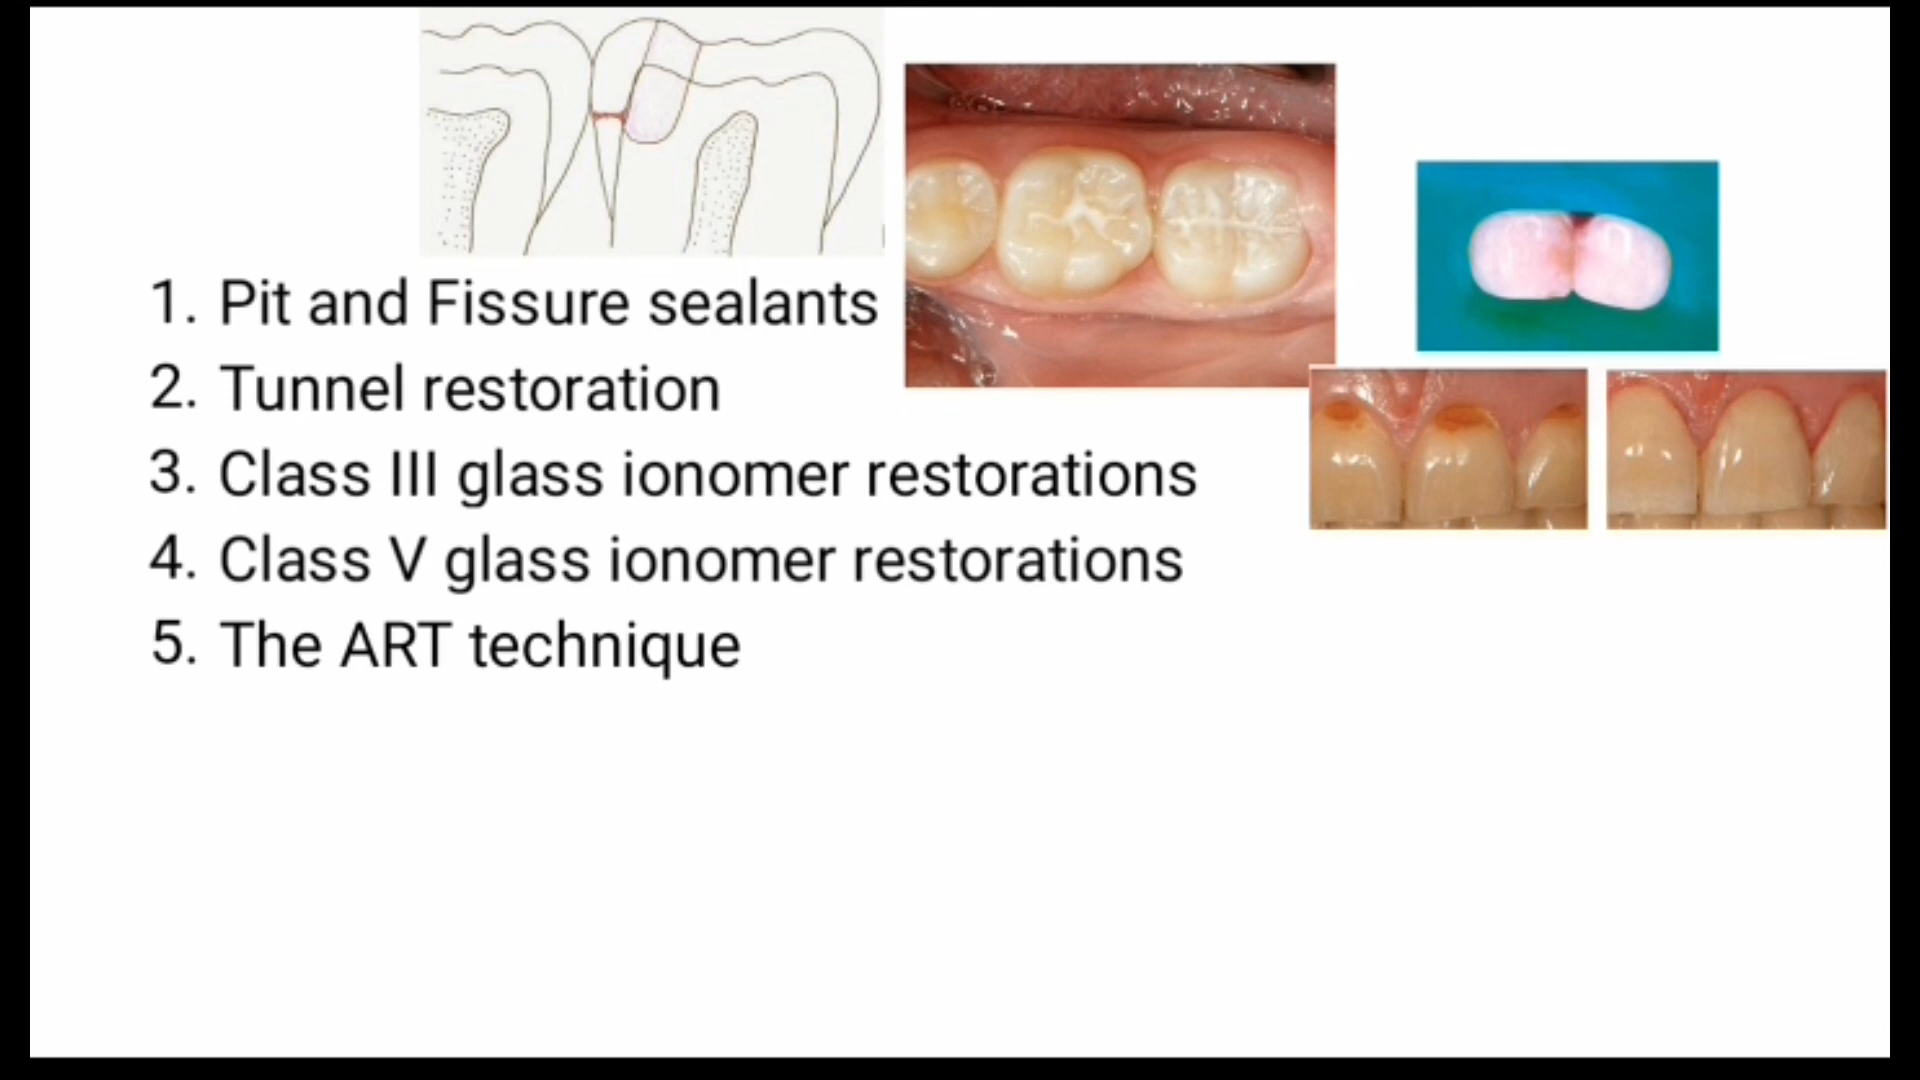 1. Pit and Fissure sealants
2. Tunnel restoration
3. Class III glass ionomer restorations
4. Class V glass ionomer restorations
5. The ART technique